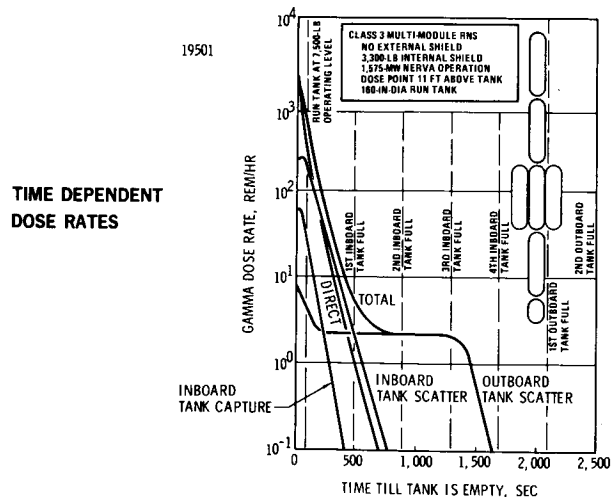 19501
TIME DEPENDENT
DOSE RATES
GAMMA DOSE RATE, REM/HR
10^4
10^3
10^2
10^1
10^0
10^-1
RUN TANK AT 7,500-LB
OPERATING LEVEL
CLASS 3 MULTI-MODULE RNS
NO EXTERNAL SHIELD
3,300-LB INTERNAL SHIELD
1,575-MW NERVA OPERATION
DOSE POINT 11 FT ABOVE TANK
160-IN-DIA RUN TANK
1ST INBOARD
TANK FULL
2ND INBOARD
TANK FULL
3RD INBOARD
TANK FULL
4TH INBOARD
TANK FULL
1ST OUTBOARD
TANK FULL
2ND OUTBOARD
TANK FULL
DIRECT
TOTAL
INBOARD
TANK CAPTURE
INBOARD
TANK SCATTER
OUTBOARD
TANK SCATTER
0
500
1,000
1,500
2,000
2,500
TIME TILL TANK IS EMPTY, SEC